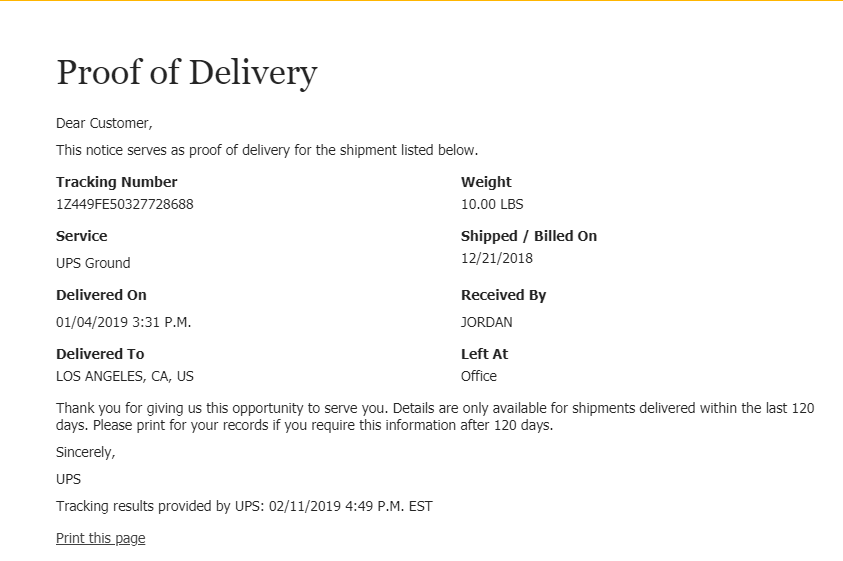 Proof of Delivery
Dear Customer,
This notice serves as proof of delivery for the shipment listed below.
Tracking Number
1Z449FE50327728688
Weight
10.00 LBS
Service
UPS Ground
Shipped / Billed On
12/21/2018
Delivered On
01/04/2019 3:31 P.M.
Received By
JORDAN
Delivered To
LOS ANGELES, CA, US
Left At
Office
Thank you for giving us this opportunity to serve you. Details are only available for shipments delivered within the last 120
days. Please print for your records if you require this information after 120 days.
Sincerely,
UPS
Tracking results provided by UPS: 02/11/2019 4:49 P.M. EST
Print this page